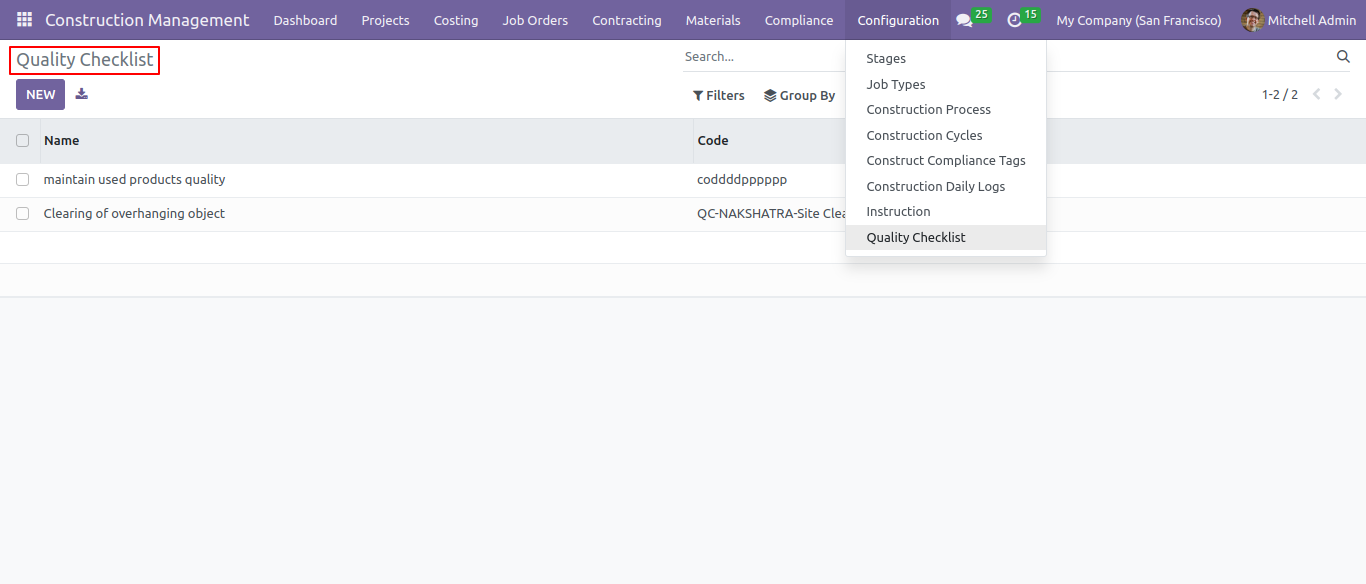 Construction Management Dashboard Projects Costing Job Orders Contracting Materials Compliance Configuration 25 15 My Company (San Francisco) Mitchell Admin
Quality Checklist
Search...
NEW
Filters Group By
1-2 / 2
Stages
Job Types
Construction Process
Construction Cycles
Construct Compliance Tags
Construction Daily Logs
Instruction
Quality Checklist
Name Code
maintain used products quality coddddpppppp
Clearing of overhanging object QC-NAKSHATRA-Site Clea